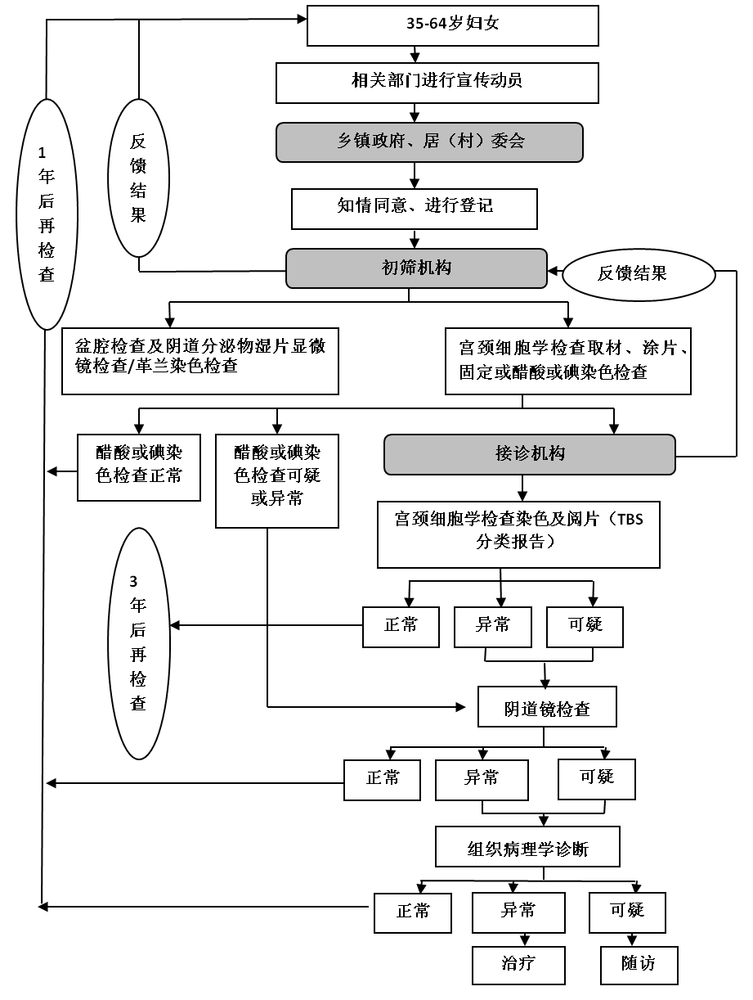 35-64岁妇女
相关部门进行宣传动员
乡镇政府、居（村）委会
知情同意、进行登记
初筛机构
反馈结果
反
馈
结
果
1
年
后
再
检
查
盆腔检查及阴道分泌物湿片显微
镜检查/革兰染色检查
宫颈细胞学检查取材、涂片、
固定或醋酸或碘染色检查
醋酸或碘染
色检查正常
醋酸或碘染
色检查可疑
或异常
接诊机构
宫颈细胞学检查染色及阅片（TBS
分类报告）
3
年
后
再
检
查
正常
异常
可疑
阴道镜检查
正常
异常
可疑
组织病理学诊断
正常
异常
可疑
治疗
随访